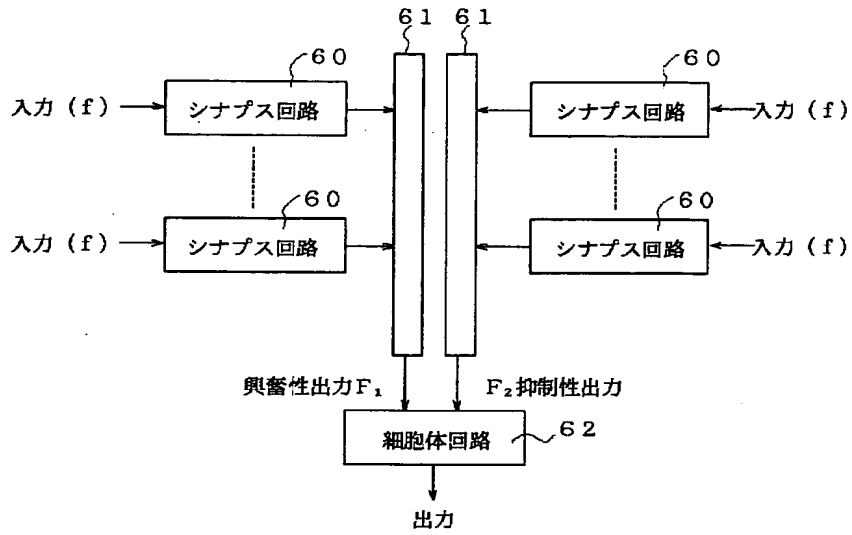 61 61
60 60
入力(f) シナプス回路 シナプス回路 入力(f)
60 60
入力(f) シナプス回路 シナプス回路 入力(f)
興奮性出力F₁ F₂抑制性出力
細胞体回路 62
出力